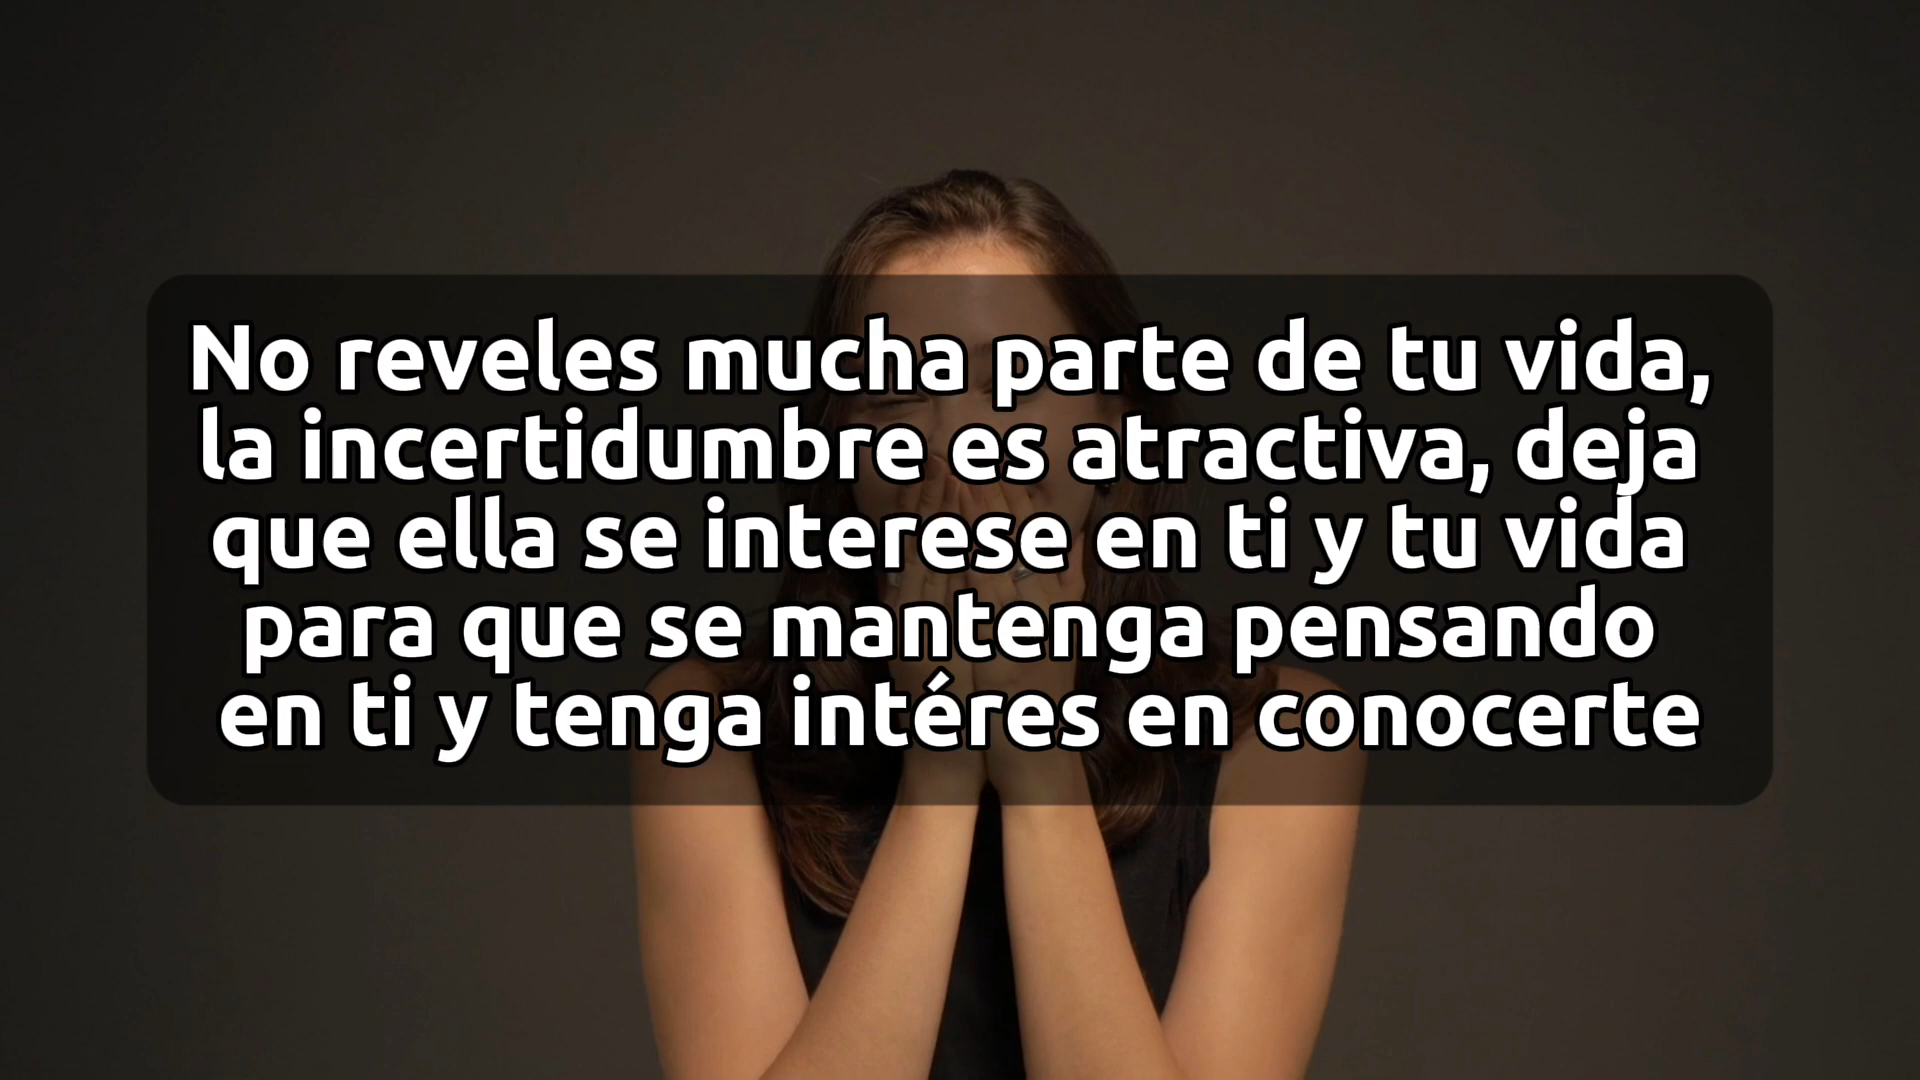 No reveles mucha parte de tu vida,
la incertidumbre es atractiva, deja
que ella se interese en ti y tu vida
para que se mantenga pensando
en ti y tenga intéres en conocerte